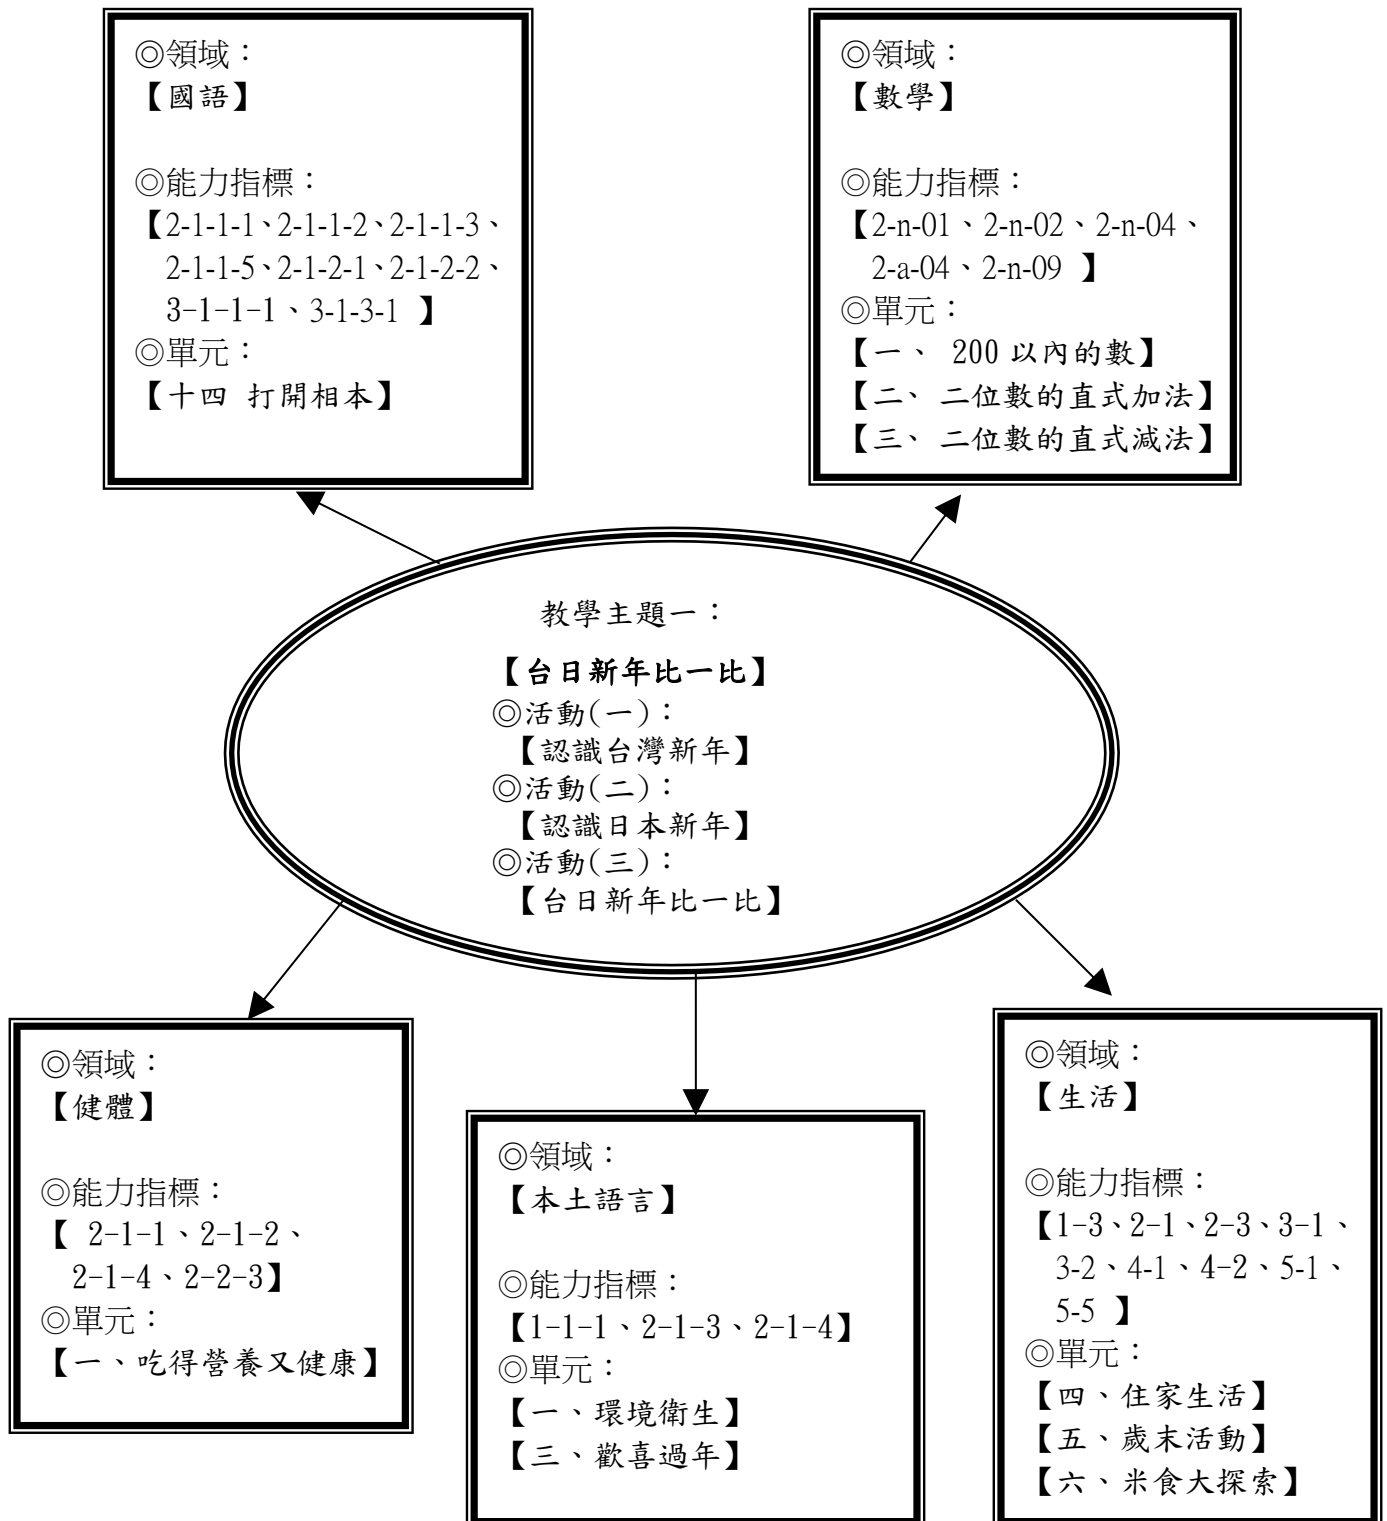 ◎領域：
【國語】
◎能力指標：
【2-1-1-1、2-1-1-2、2-1-1-3、
2-1-1-5、2-1-2-1、2-1-2-2、
3-1-1-1、3-1-3-1 】
◎單元：
【十四 打開相本】
◎領域：
【數學】
◎能力指標：
【2-n-01、2-n-02、2-n-04、
2-a-04、2-n-09 】
◎單元：
【一、 200 以內的數】
【二、 二位數的直式加法】
【三、 二位數的直式減法】
教學主題一：
【台日新年比一比】
◎活動(一)：
【認識台灣新年】
◎活動(二)：
【認識日本新年】
◎活動(三)：
【台日新年比一比】
◎領域：
【健體】
◎能力指標：
【 2-1-1、2-1-2、
2-1-4、2-2-3】
◎單元：
【一、吃得營養又健康】
◎領域：
【本土語言】
◎能力指標：
【1-1-1、2-1-3、2-1-4】
◎單元：
【一、環境衛生】
【三、歡喜過年】
◎領域：
【生活】
◎能力指標：
【1-3、2-1、2-3、3-1、
3-2、4-1、4-2、5-1、
5-5 】
◎單元：
【四、住家生活】
【五、歲末活動】
【六、米食大探索】